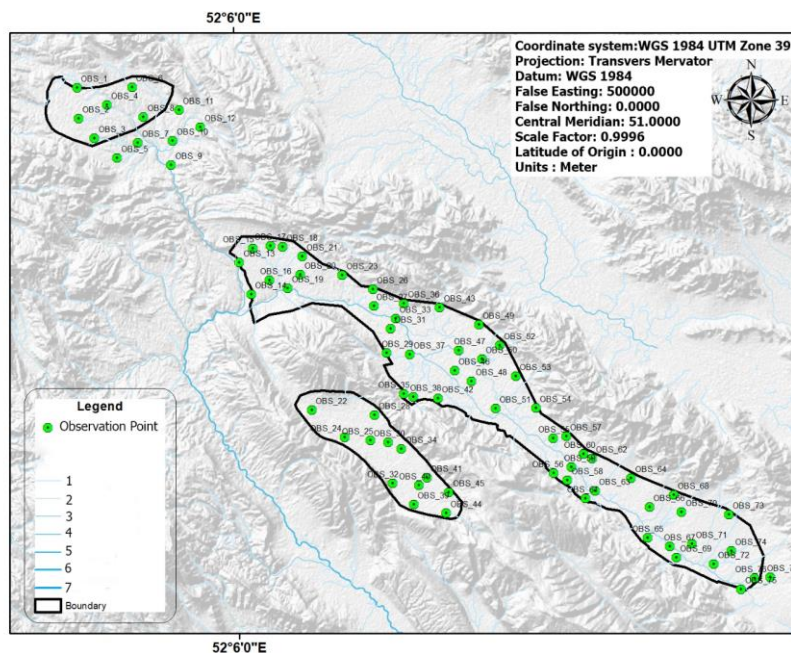 52°6'0"E
Coordinate system:WGS 1984 UTM Zone 39
Projection: Transvers Mervator
Datum: WGS 1984
False Easting: 500000
False Northing: 0.0000
Central Meridian: 51.0000
Scale Factor: 0.9996
Latitude of Origin : 0.0000
Units : Meter
N
W E
S
OBS_1
OBS_4
OBS_8
OBS_11
OBS_12
OBS_3
OBS_7
OBS_10
OBS_5
OBS_9
OBS_17
OBS_18
OBS_13
OBS_21
OBS_16
OBS_19
OBS_23
OBS_14
OBS_26
OBS_36
OBS_43
OBS_33
OBS_31
OBS_49
OBS_29
OBS_37
OBS_47
OBS_52
OBS_48
OBS_53
OBS_35
OBS_38
OBS_42
OBS_51
OBS_54
OBS_22
OBS_28
OBS_24
OBS_25
OBS_34
OBS_57
OBS_60
OBS_62
OBS_32
OBS_41
OBS_45
OBS_44
OBS_56
OBS_58
OBS_63
OBS_64
OBS_68
OBS_73
OBS_65
OBS_67
OBS_71
OBS_69
OBS_72
OBS_74
Legend
Observation Point
1
2
3
4
5
6
7
Boundary
52°6'0"E